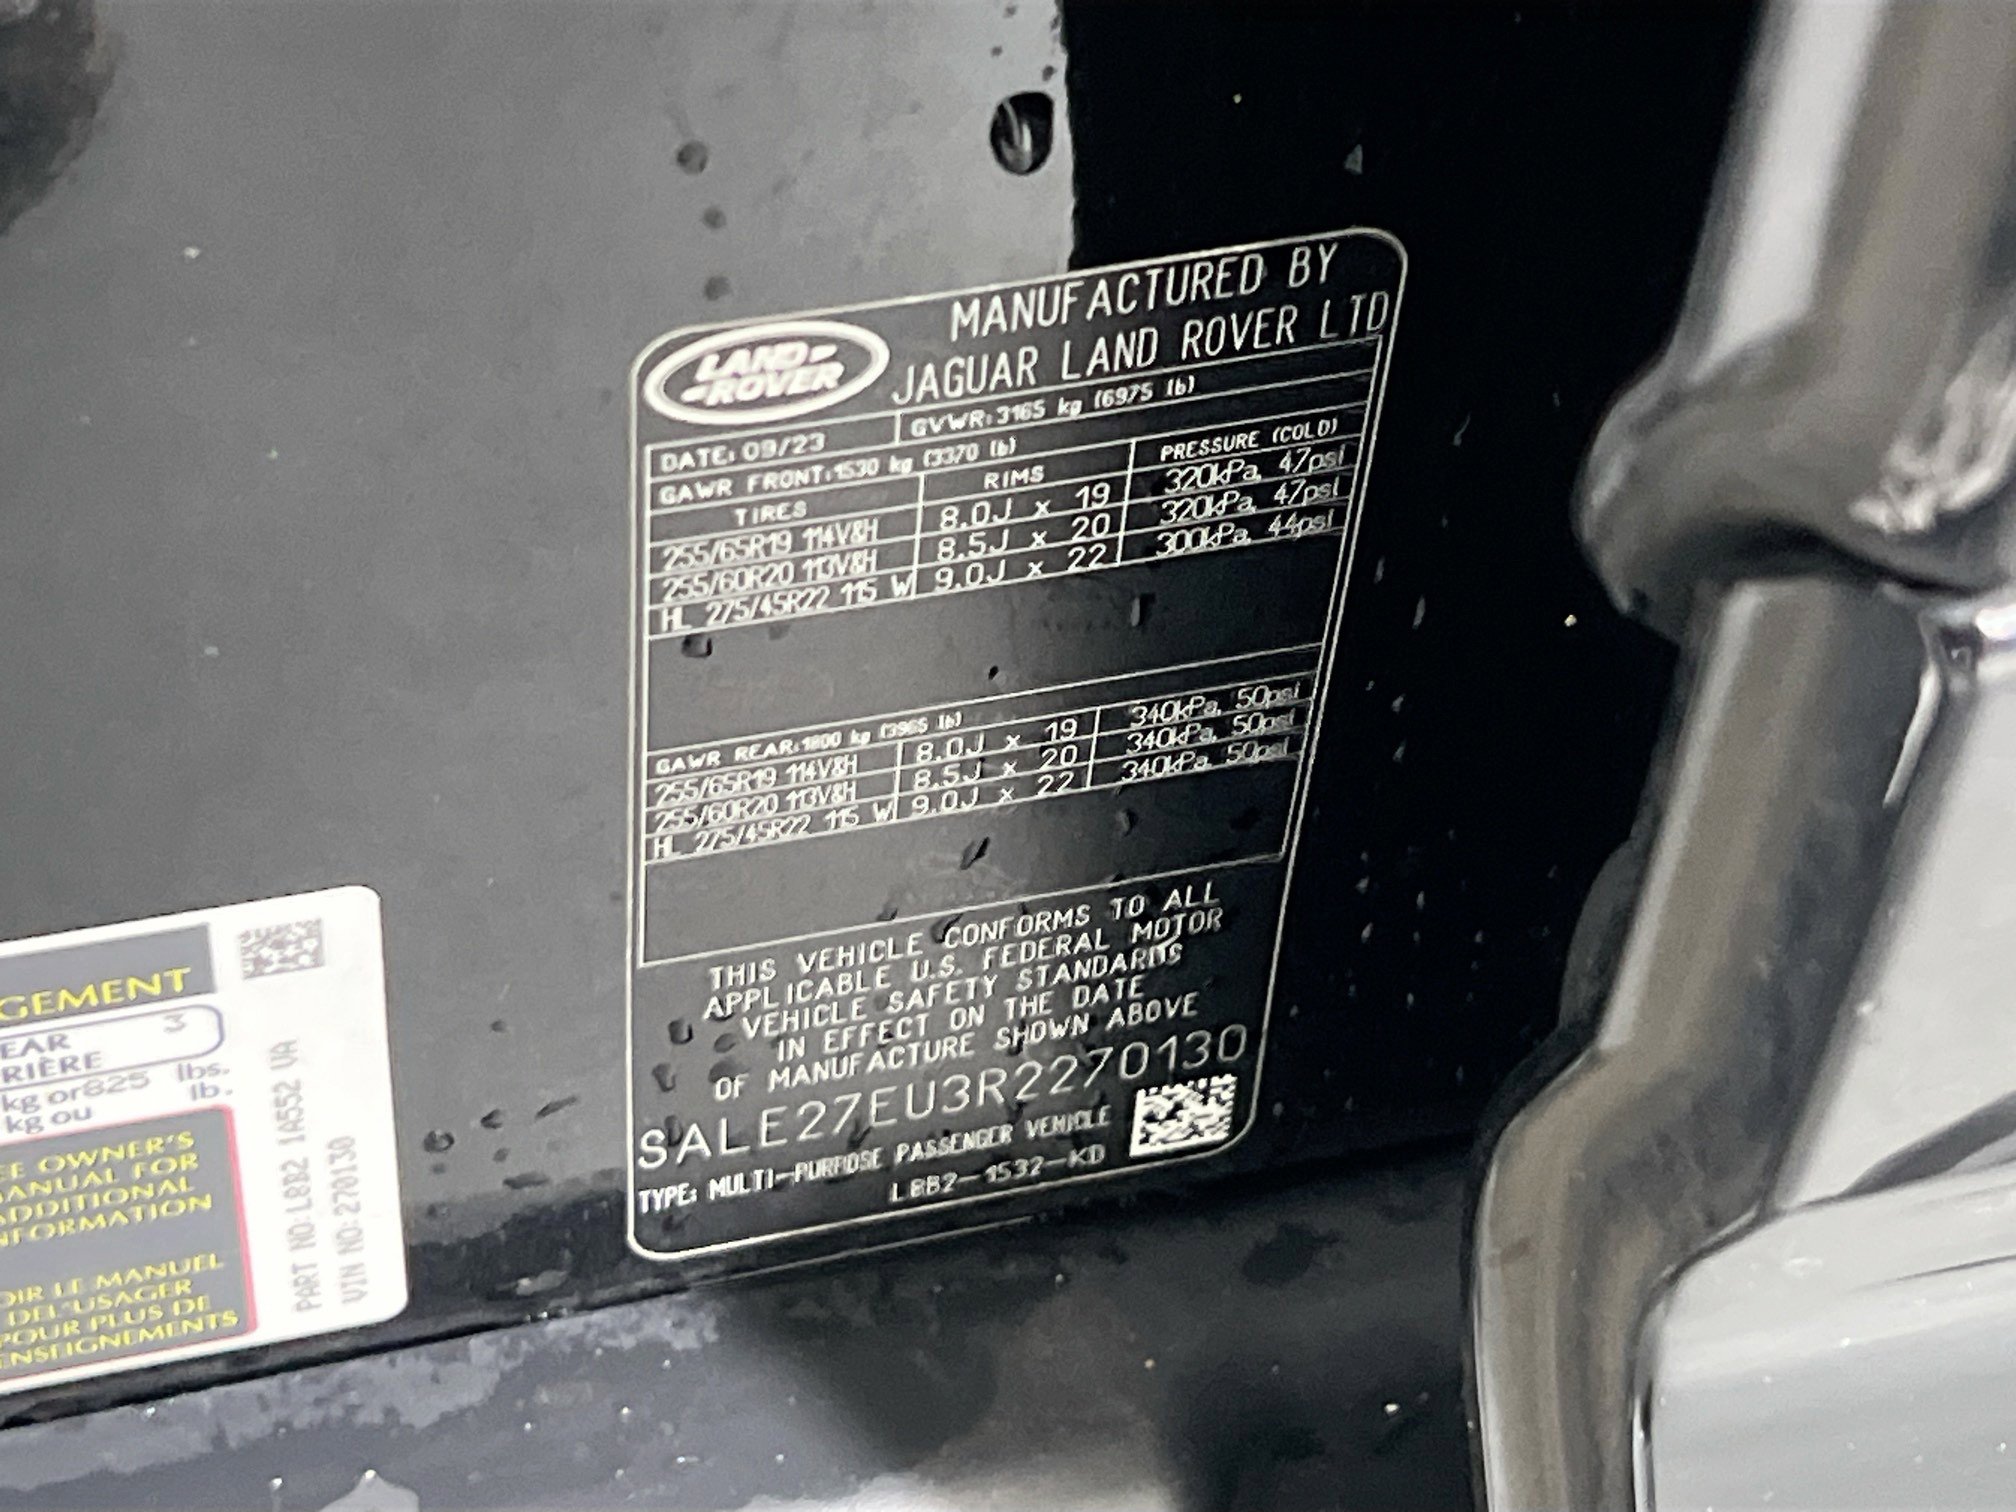 LAND-
-ROVER
MANUFACTURED BY
JAGUAR LAND ROVER LTD
DATE: 09/23
GVWR: 3165 kg (6975 lb)
GAWR FRONT: 1530 kg (3370 lb)
TIRES RIMS PRESSURE (COLD)
255/65R19 114V&H 8.0J x 19 320kPa, 47psi
255/60R20 113V&H 8.5J x 20 320kPa, 47psi
HL 275/45R22 115 W 9.0J x 22 300kPa, 44psi
GAWR REAR: 1800 kg (3965 lb)
255/65R19 114V&H 8.0J x 19 340kPa, 50psi
255/60R20 113V&H 8.5J x 20 340kPa, 50psi
HL 275/45R22 115 W 9.0J x 22 340kPa, 50psi
THIS VEHICLE CONFORMS TO ALL
APPLICABLE U.S. FEDERAL MOTOR
VEHICLE SAFETY STANDARDS
IN EFFECT ON THE DATE
OF MANUFACTURE SHOWN ABOVE
SALE27EU3R2270130
TYPE: MULTI-PURPOSE PASSENGER VEHICLE
L8B2-1532-KD
GEMENT
EAR 3
RIÈRE
kg or 825 lbs.
kg ou lb.
EE OWNER'S
MANUAL FOR
ADDITIONAL
NFORMATION
OIR LE MANUEL
DEL'USAGER
POUR PLUS DE
ENSEIGNEMENTS
PART NO: L8B2 1A552 VA
VIN NO: 2270130